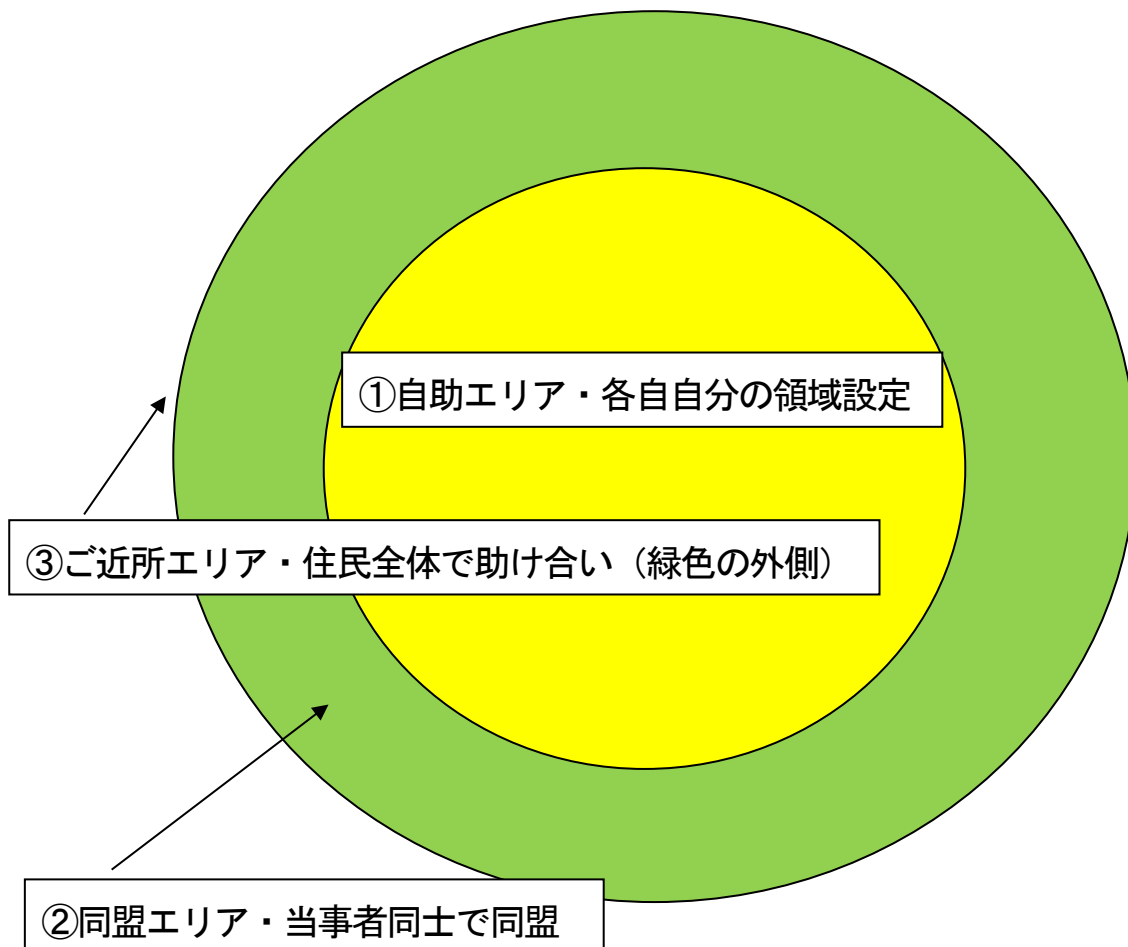 ①自助エリア・各自自分の領域設定
③ご近所エリア・住民全体で助け合い（緑色の外側）
②同盟エリア・当事者同士で同盟